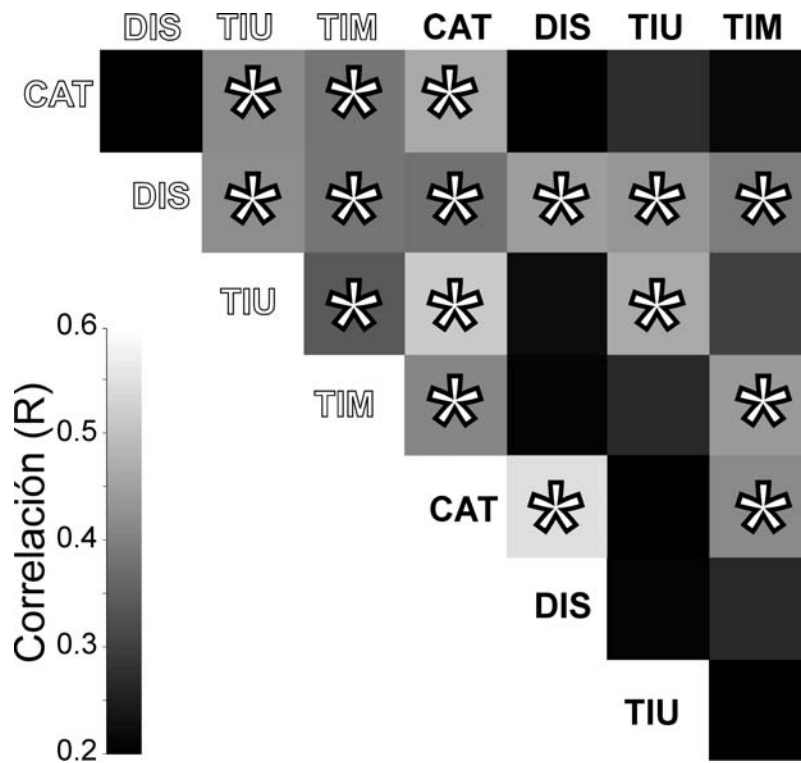 DIS TIU TIM CAT DIS TIU TIM
CAT * * *
DIS * * * * * *
TIU * * *
TIM * *
CAT * *
DIS
TIU
Correlación (R)
0.6
0.5
0.4
0.3
0.2